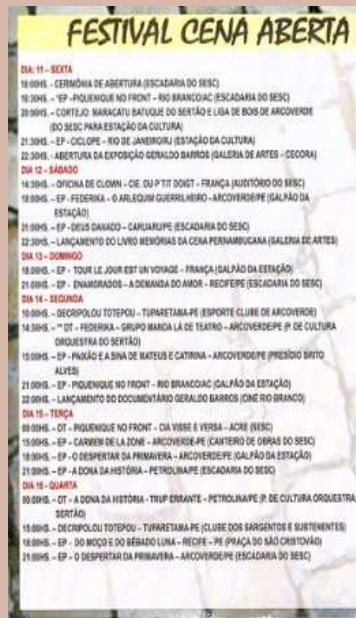 FESTIVAL CENA ABERTA
DIA: 11 – SEXTA
18:00HS. - CERIMÔNIA DE ABERTURA (ESCADARIA DO SESC)
18:30HS. - *EP -PIQUENIQUE NO FRONT – RIO BRANCO/AC (ESCADARIA DO SESC)
20:00HS. - CORTEJO: MARACATU BATUQUE DO SERTÃO E LIGA DE BOIS DE ARCOVERDE
(DO SESC PARA ESTAÇÃO DA CULTURA)
21:30HS. - EP - CICLOPE – RIO DE JANEIRO/RJ (ESTAÇÃO DA CULTURA)
22:30HS. - ABERTURA DA EXPOSIÇÃO GERALDO BARROS (GALERIA DE ARTES – CECORA)
DIA 12 – SÁBADO
14:30HS. - OFICINA DE CLOWN – CIE. DU P'TIT DOIGT – FRANÇA (AUDITÓRIO DO SESC)
18:00HS. - EP - FEDERIKA – O ARLEQUIM GUERRILHEIRO - ARCOVERDE/PE (GALPÃO DA
ESTAÇÃO)
21:00HS. – EP - DEUS DANADO – CARUARU/PE (ESCADARIA DO SESC)
22:30HS. – LANÇAMENTO DO LIVRO MEMÓRIAS DA CENA PERNAMBUCANA (GALERIA DE ARTES)
DIA 13 – DOMINGO
18:00HS. – EP - TOUR LE JOUR EST UN VOYAGE – FRANÇA (GALPÃO DA ESTAÇÃO)
21:00HS. – EP - ENAMORADOS – A DEMANDA DO AMOR – RECIFE/PE (ESCADARIA DO SESC)
DIA 14 – SEGUNDA
10:00HS. – DECRIPOLOU TOTEPOU – TUPARETAMA-PE (ESPORTE CLUBE DE ARCOVERDE)
14:30HS. – ** DT – FEDERIKA – GRUPO MANDA LÁ DE TEATRO – ARCOVERDE/PE (P. DE CULTURA
ORQUESTRA DO SERTÃO)
15:00HS. – EP – PAIXÃO E A SINA DE MATEUS E CATIRINA – ARCOVERDE/PE (PRESÍDIO BRITO
ALVES)
21:00HS. – EP - PIQUENIQUE NO FRONT – RIO BRANCO/AC (GALPÃO DA ESTAÇÃO)
22:00HS. – LANÇAMENTO DO DOCUMENTÁRIO GERALDO BARROS (CINE RIO BRANCO)
DIA 15 – TERÇA
09:00HS. – DT – PIQUENIQUE NO FRONT – CIA VISSE E VERSA – ACRE (SESC)
15:00HS. – EP – CARMEM DE LA ZONE – ARCOVERDE/PE (CANTEIRO DE OBRAS DO SESC)
18:00HS. – EP – O DESPERTAR DA PRIMAVERA – ARCOVERDE/PE (GALPÃO DA ESTAÇÃO)
21:30HS. – EP - A DONA DA HISTÓRIA – PETROLINA/PE (ESCADARIA DO SESC)
DIA 16 – QUARTA
09:00HS. – DT – A DONA DA HISTÓRIA – TRUP ERRANTE – PETROLINA/PE (P. DE CULTURA ORQUESTRA
SERTÃO)
15:00HS. – DECRIPOLOU TOTEPOU – TUPARETAMA/PE (CLUBE DOS SARGENTOS E SUBTENENTES)
18:00HS. – EP - DO MOÇO E DO BÊBADO LUNA – RECIFE – PE (PRAÇA DO SÃO CRISTOVÃO)
21:00HS. – EP – O DESPERTAR DA PRIMAVERA – ARCOVERDE/PE (ESCADARIA DO SESC)